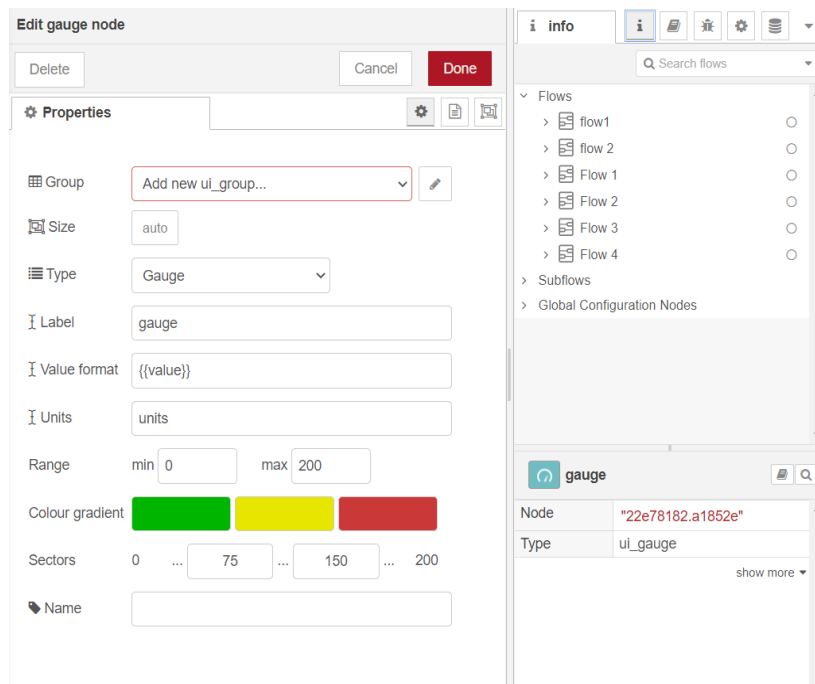 Edit gauge node
Delete
Cancel
Done
Properties
Group
Add new ui_group...
Size
auto
Type
Gauge
Label
gauge
Value format
{{value}}
Units
units
Range
min 0
max 200
Colour gradient
Sectors
0 ... 75 ... 150 ... 200
Name
i info
i
Search flows
Flows
flow1
flow 2
Flow 1
Flow 2
Flow 3
Flow 4
Subflows
Global Configuration Nodes
gauge
Node "22e78182.a1852e"
Type ui_gauge
show more